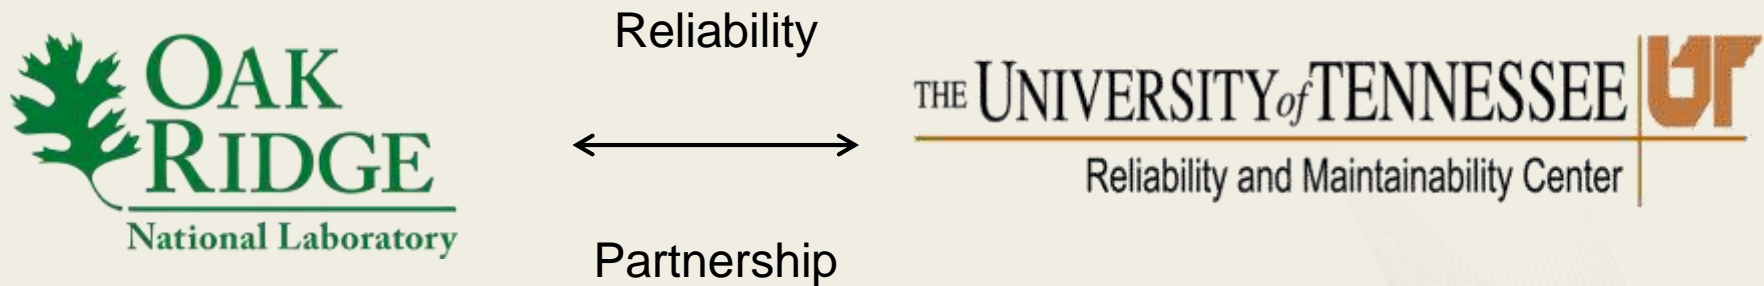 OAK
RIDGE
National Laboratory
Reliability
Partnership
THE UNIVERSITY of TENNESSEE UT
Reliability and Maintainability Center